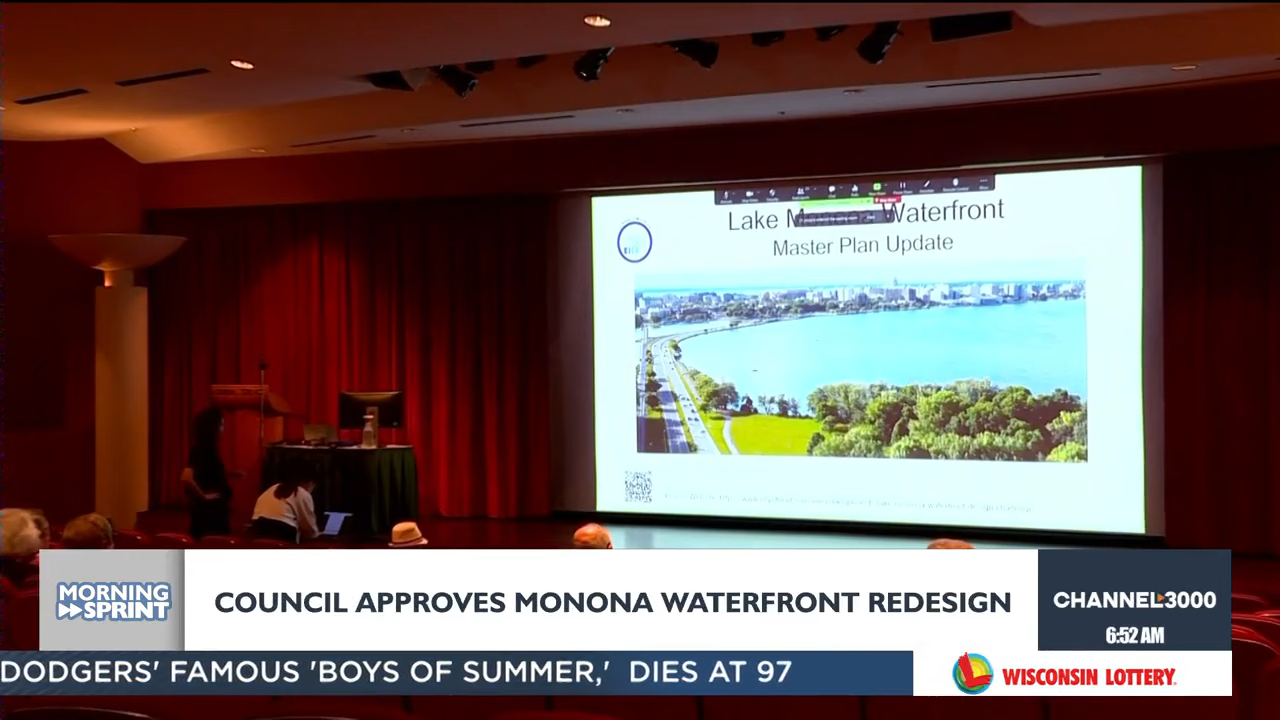 Lake Monona Waterfront
Master Plan Update
MORNING
SPRINT
COUNCIL APPROVES MONONA WATERFRONT REDESIGN
CHANNEL3000
6:52 AM
DODGERS' FAMOUS 'BOYS OF SUMMER,' DIES AT 97
WISCONSIN LOTTERY